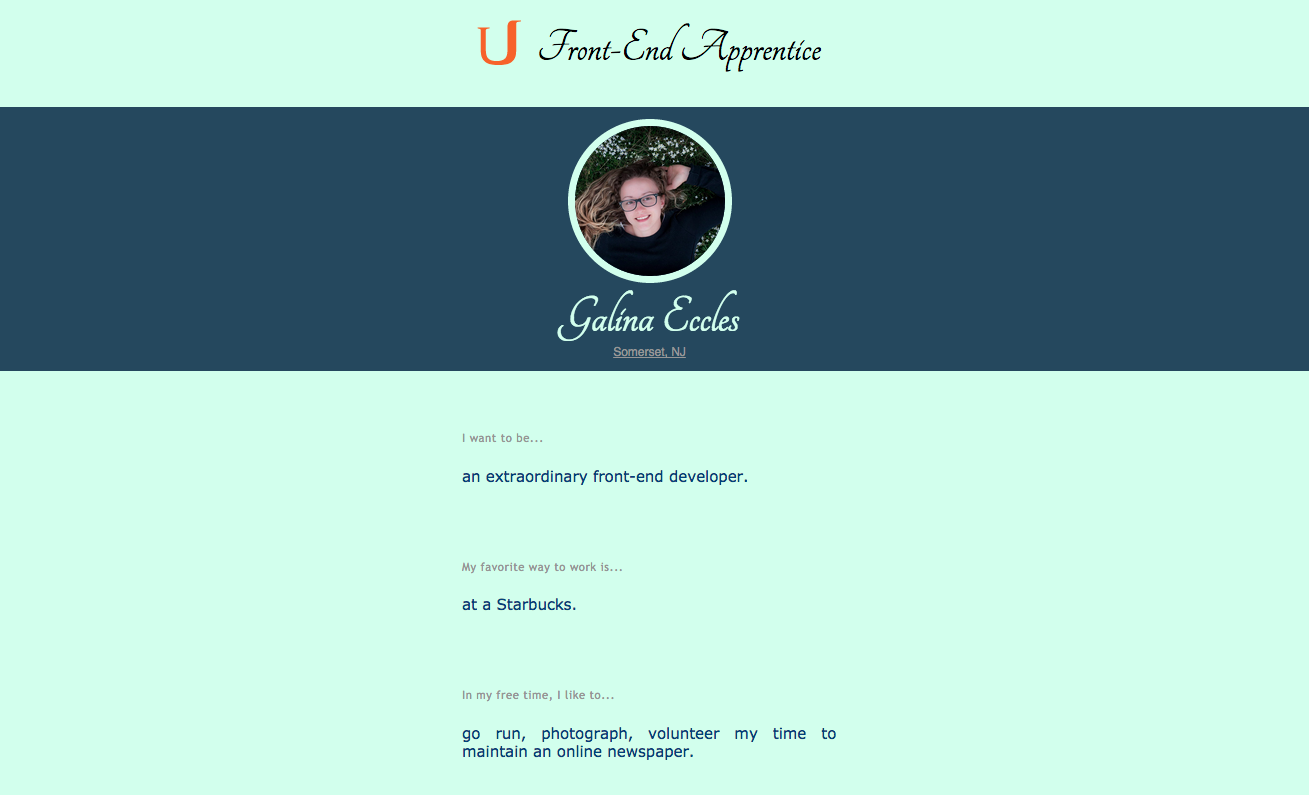 U Front-End Apprentice
Galina Eccles
Somerset, NJ
I want to be...
an extraordinary front-end developer.
My favorite way to work is...
at a Starbucks.
In my free time, I like to...
go run, photograph, volunteer my time to
maintain an online newspaper.